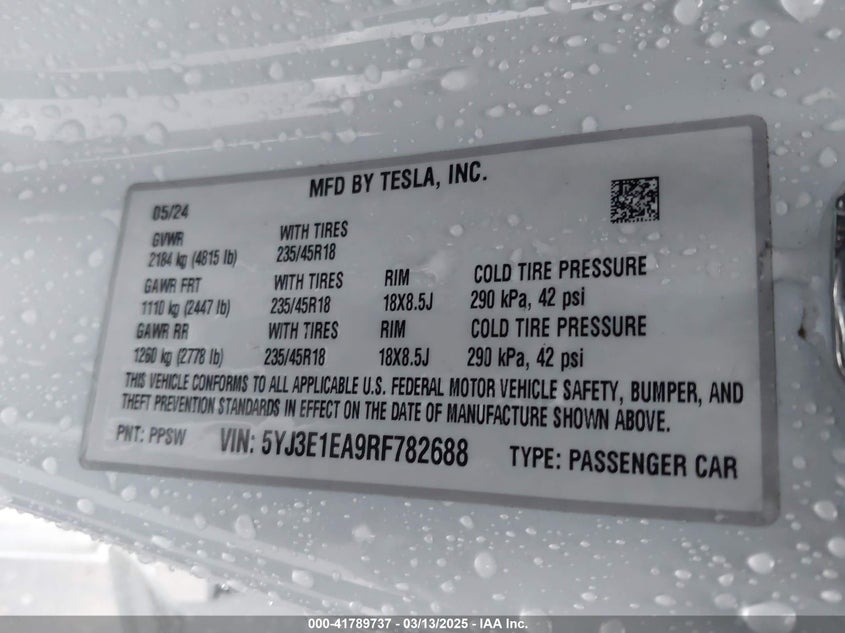 MFD BY TESLA, INC.
05/24
GVWR WITH TIRES
2184 kg (4815 lb) 235/45R18
GAWR FRT WITH TIRES RIM COLD TIRE PRESSURE
1110 kg (2447 lb) 235/45R18 18X8.5J 290 kPa, 42 psi
GAWR RR WITH TIRES RIM COLD TIRE PRESSURE
1260 kg (2778 lb) 235/45R18 18X8.5J 290 kPa, 42 psi
THIS VEHICLE CONFORMS TO ALL APPLICABLE U.S. FEDERAL MOTOR VEHICLE SAFETY, BUMPER, AND
THEFT PREVENTION STANDARDS IN EFFECT ON THE DATE OF MANUFACTURE SHOWN ABOVE.
PNT: PPSW VIN: 5YJ3E1EA9RF782688 TYPE: PASSENGER CAR
000-41789737 - 03/13/2025 - IAA Inc.